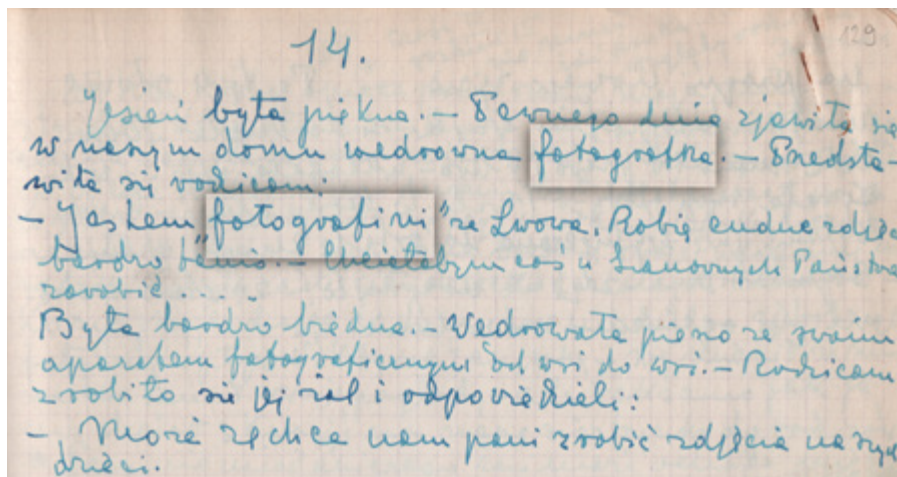 14.
129
Jesień była piękna. — Pewnego dnia zjawiła się
w naszym domu wędrowna fotografka. — Przedsta-
wiła się rodzicom:
— Jestem "fotografini" ze Lwowa. Robię cudne zdjęcia
bardzo tanio. — Chciałabym coś u Szanownych Państwa
zarobić....
Była bardzo biedna. — Wędrowała pieszo ze swoim
aparatem fotograficznym od wsi do wsi. — Rodzicom
zrobiło się jej żal i odpowiedzieli:
— Może zechce nam pani zrobić zdjęcia naszych
dzieci.